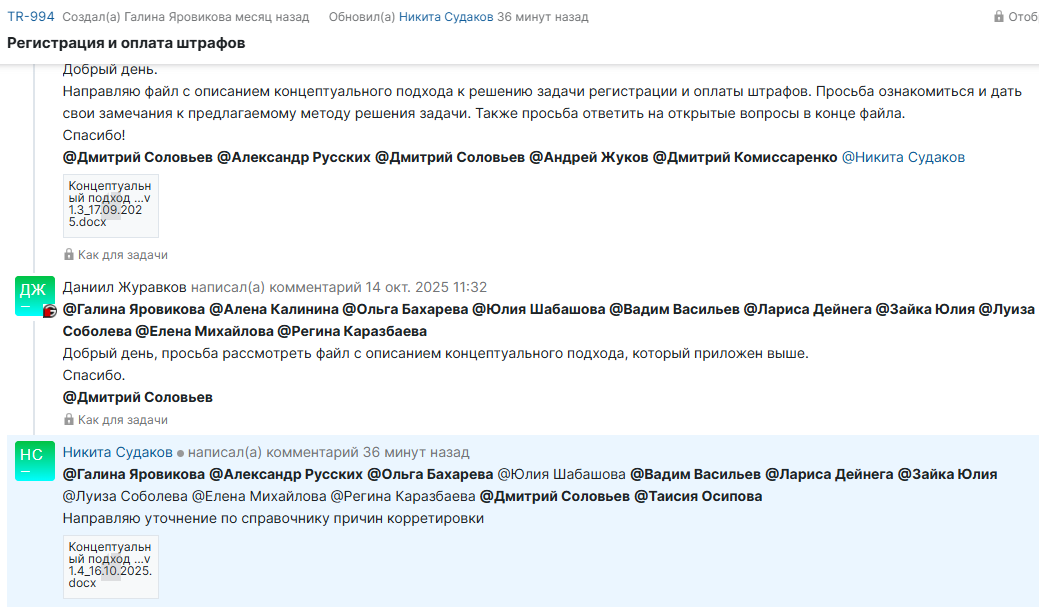 TR-994 Создал(а) Галина Яровикова месяц назад Обновил(а) Никита Судаков 36 минут назад
Регистрация и оплата штрафов
Добрый день.
Направляю файл с описанием концептуального подхода к решению задачи регистрации и оплаты штрафов. Просьба ознакомиться и дать
свои замечания к предлагаемому методу решения задачи. Также просьба ответить на открытые вопросы в конце файла.
Спасибо!
@Дмитрий Соловьев @Александр Русских @Дмитрий Соловьев @Андрей Жуков @Дмитрий Комиссаренко @Никита Судаков
Концептуальн
ый подход ...v
1.3_17.09.202
5.docx
Как для задачи
ДЖ
Даниил Журавков написал(а) комментарий 14 окт. 2025 11:32
@Галина Яровикова @Алена Калинина @Ольга Бахарева @Юлия Шабашова @Вадим Васильев @Лариса Дейнега @Зайка Юлия @Луиза
Соболева @Елена Михайлова @Регина Каразбаева
Добрый день, просьба рассмотреть файл с описанием концептуального подхода, который приложен выше.
Спасибо.
@Дмитрий Соловьев
Как для задачи
НС
Никита Судаков написал(а) комментарий 36 минут назад
@Галина Яровикова @Александр Русских @Ольга Бахарева @Юлия Шабашова @Вадим Васильев @Лариса Дейнега @Зайка Юлия
@Луиза Соболева @Елена Михайлова @Регина Каразбаева @Дмитрий Соловьев @Таисия Осипова
Направляю уточнение по справочнику причин корретировки
Концептуальн
ый подход ...v
1.4_16.10.2025.
docx